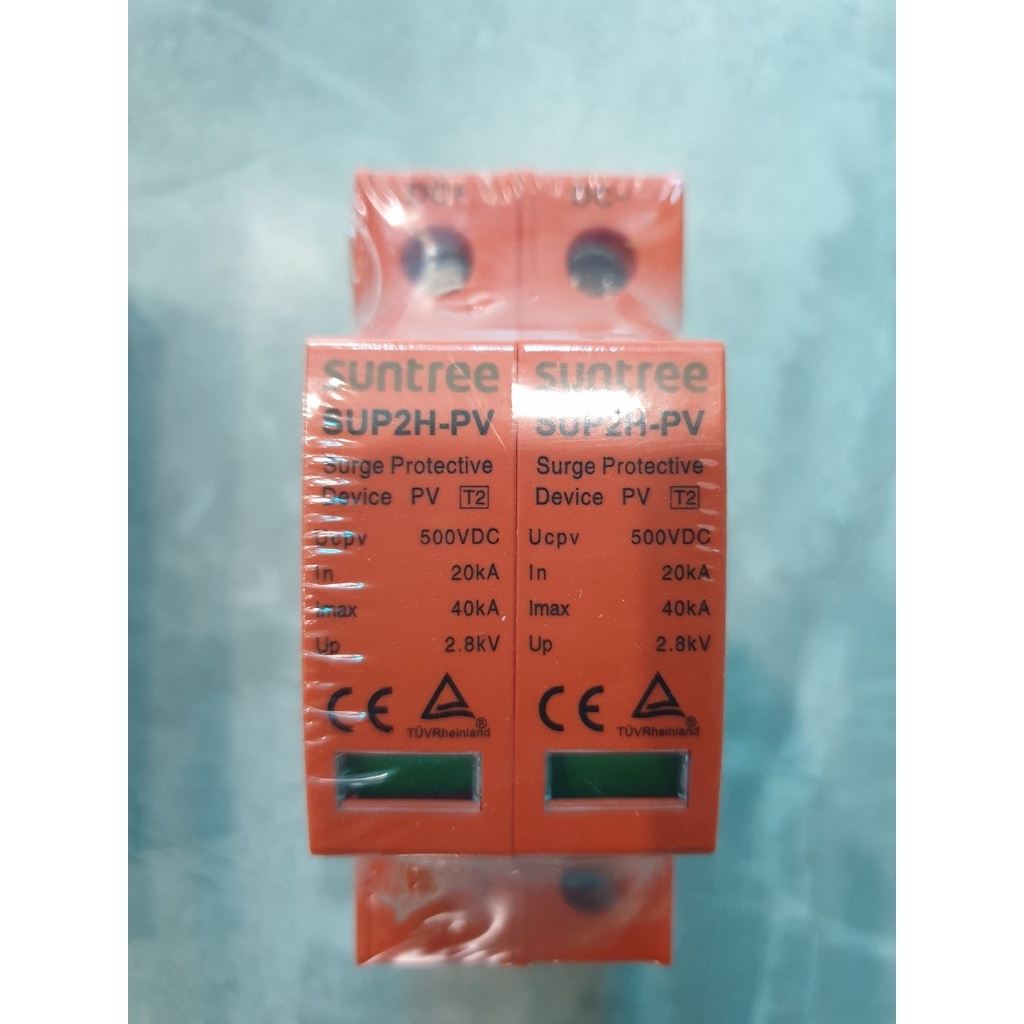 DC+ DC-
suntree suntree
SUP2H-PV SUP2H-PV
Surge Protective Surge Protective
Device PV T2 Device PV T2
Ucpv 500VDC Ucpv 500VDC
In 20kA In 20kA
Imax 40kA Imax 40kA
Up 2.8kV Up 2.8kV
CE CE
TÜVRheinland® TÜVRheinland®